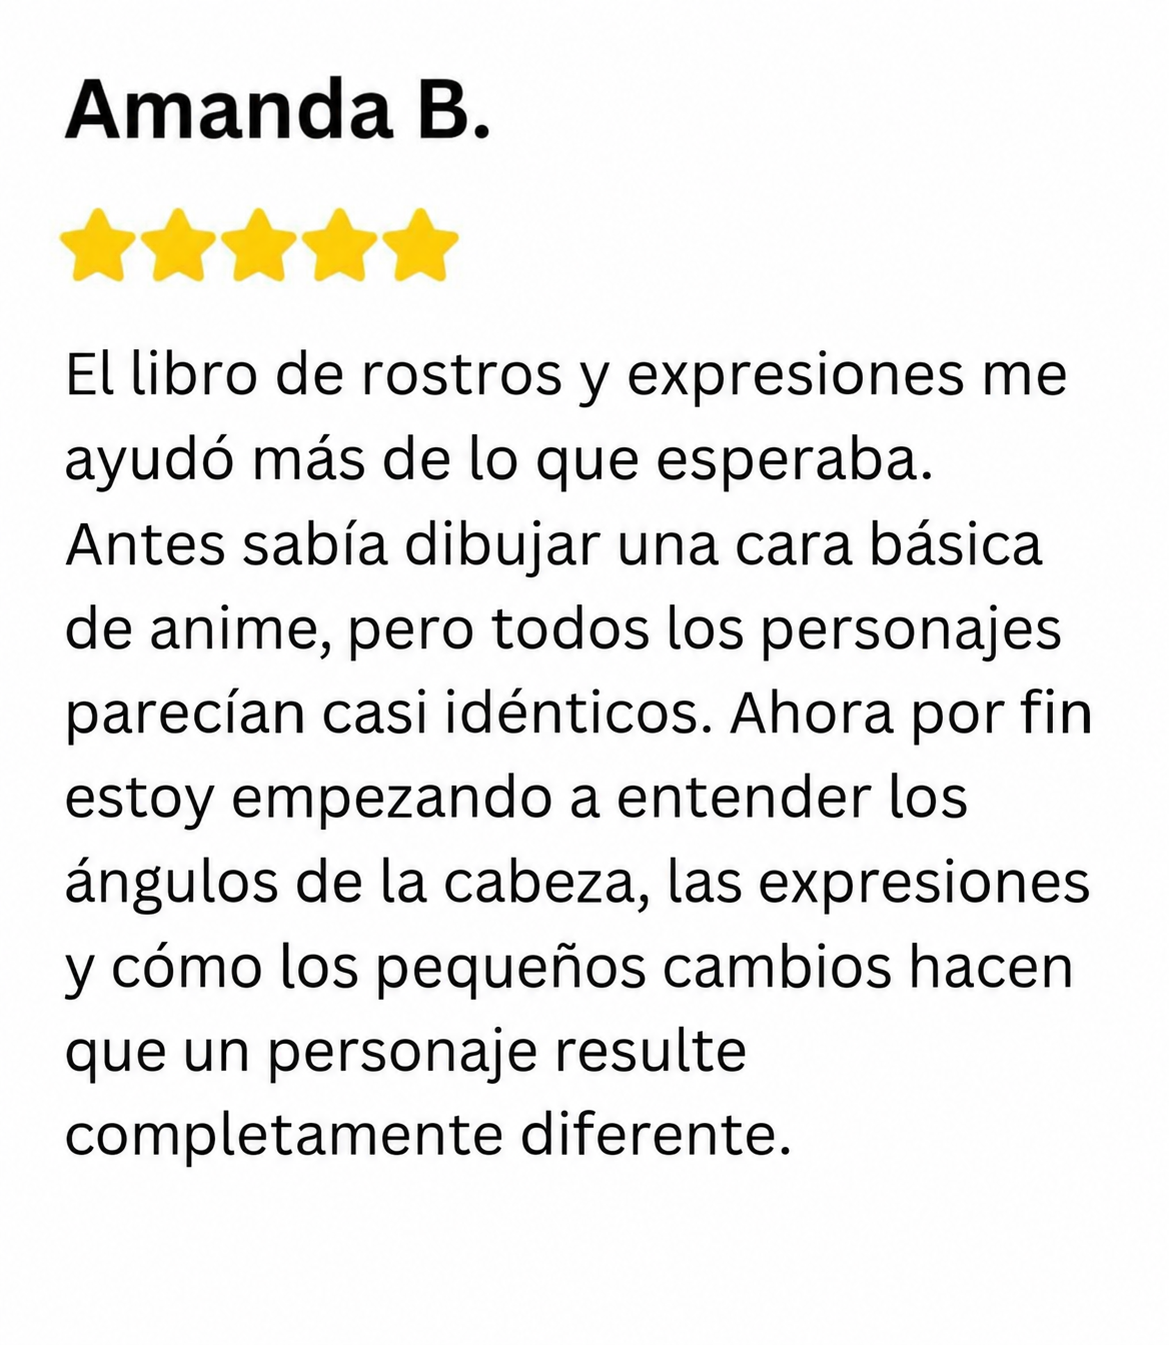 Amanda B.
El libro de rostros y expresiones me
ayudó más de lo que esperaba.
Antes sabía dibujar una cara básica
de anime, pero todos los personajes
parecían casi idénticos. Ahora por fin
estoy empezando a entender los
ángulos de la cabeza, las expresiones
y cómo los pequeños cambios hacen
que un personaje resulte
completamente diferente.